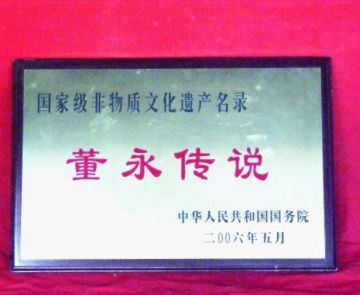 国家级非物质文化遗产名录
董永传说
中华人民共和国国务院
二00六年五月